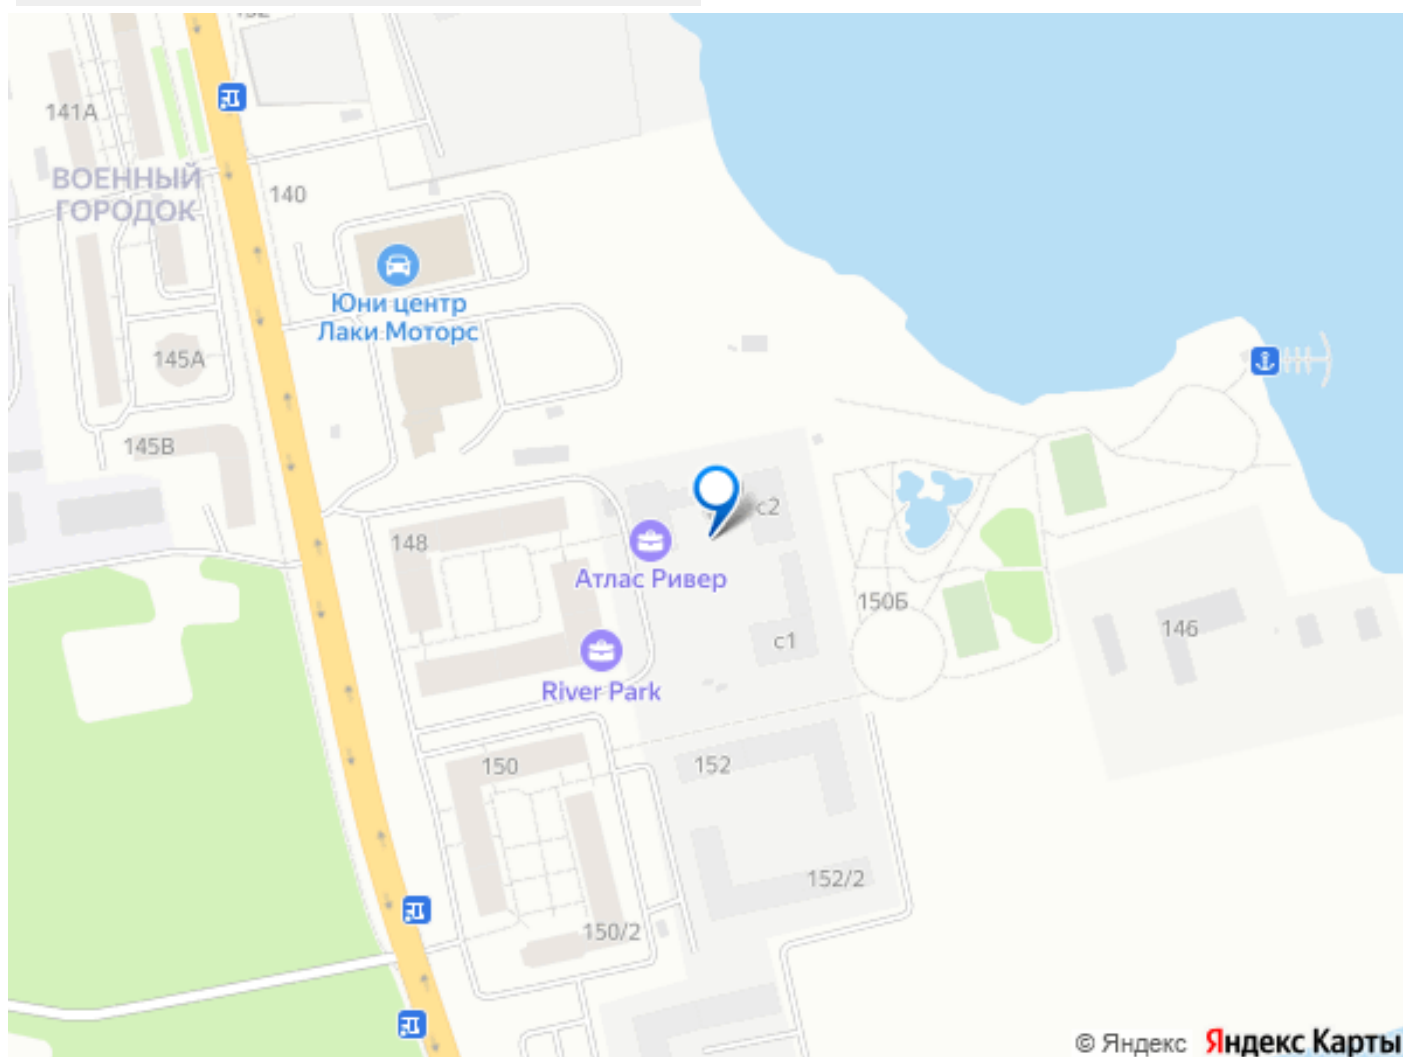 141А
ВОЕННЫЙ
ГОРОДОК
140
Юни центр
Лаки Моторс
145А
145В
148
с2
Атлас Ривер
150Б
с1
146
River Park
150
152
152/2
150/2
© Яндекс Яндекс Карты